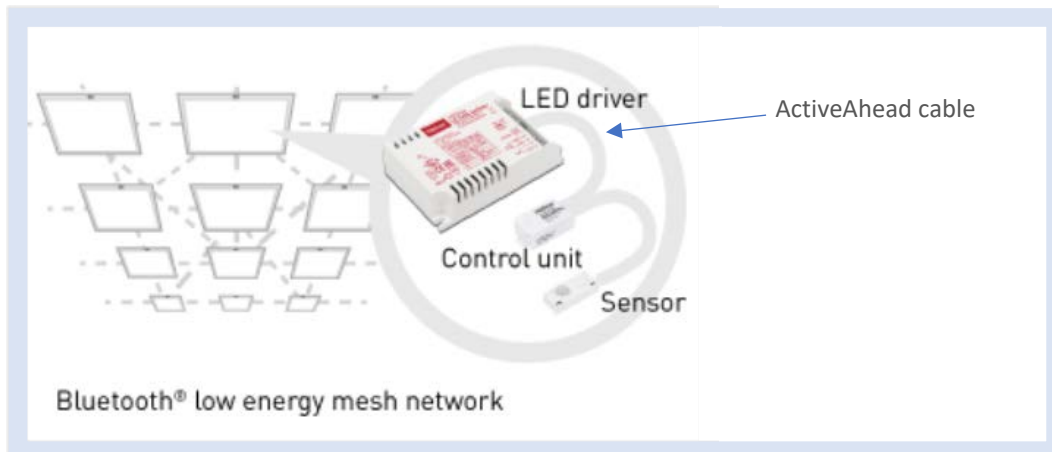 LED driver
ActiveAhead cable
Control unit
Sensor
Bluetooth® low energy mesh network